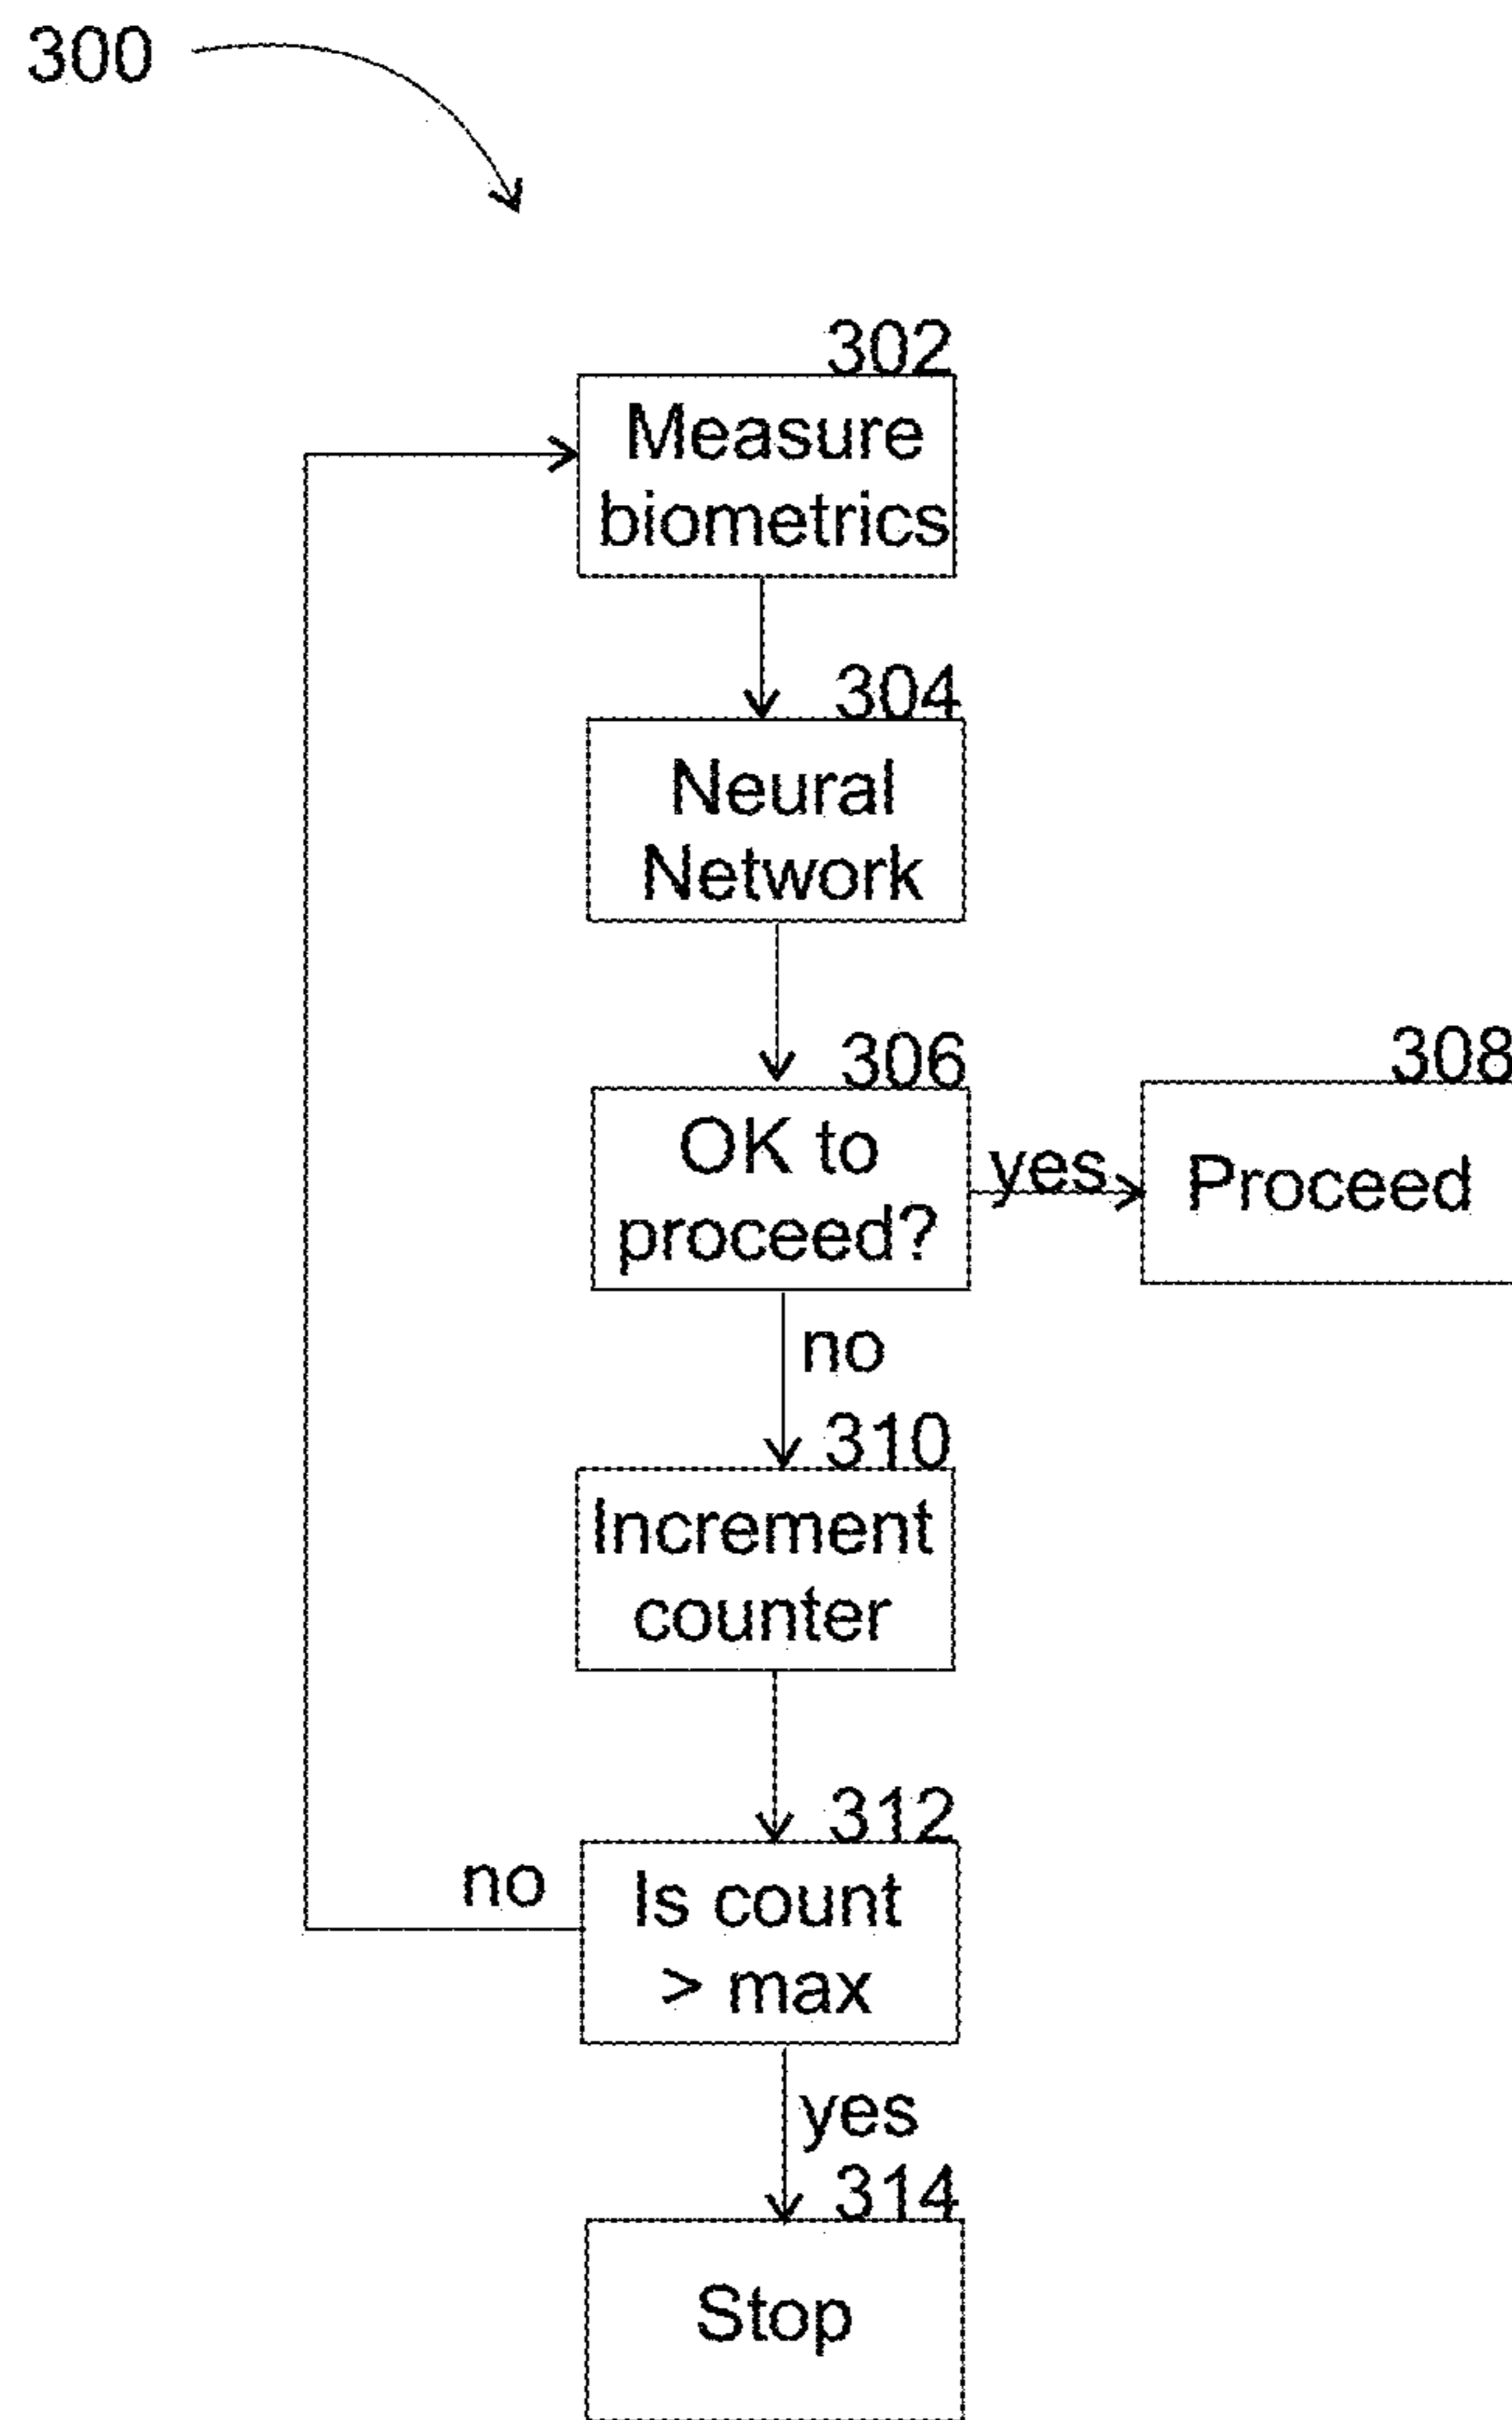 300
302
Measure
biometrics
304
Neural
Network
306
OK to
proceed?
yes
308
Proceed
no
310
Increment
counter
312
no
Is count
> max
yes
314
Stop